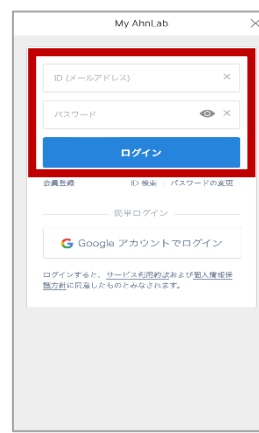 My AhnLab
ID (メールアドレス)
パスワード
ログイン
会員登録 ID 検索 | パスワードの変更
簡単ログイン
Google アカウントでログイン
ログインすると、サービス利用約款および個人情報保
護方針に同意したものとみなされます。